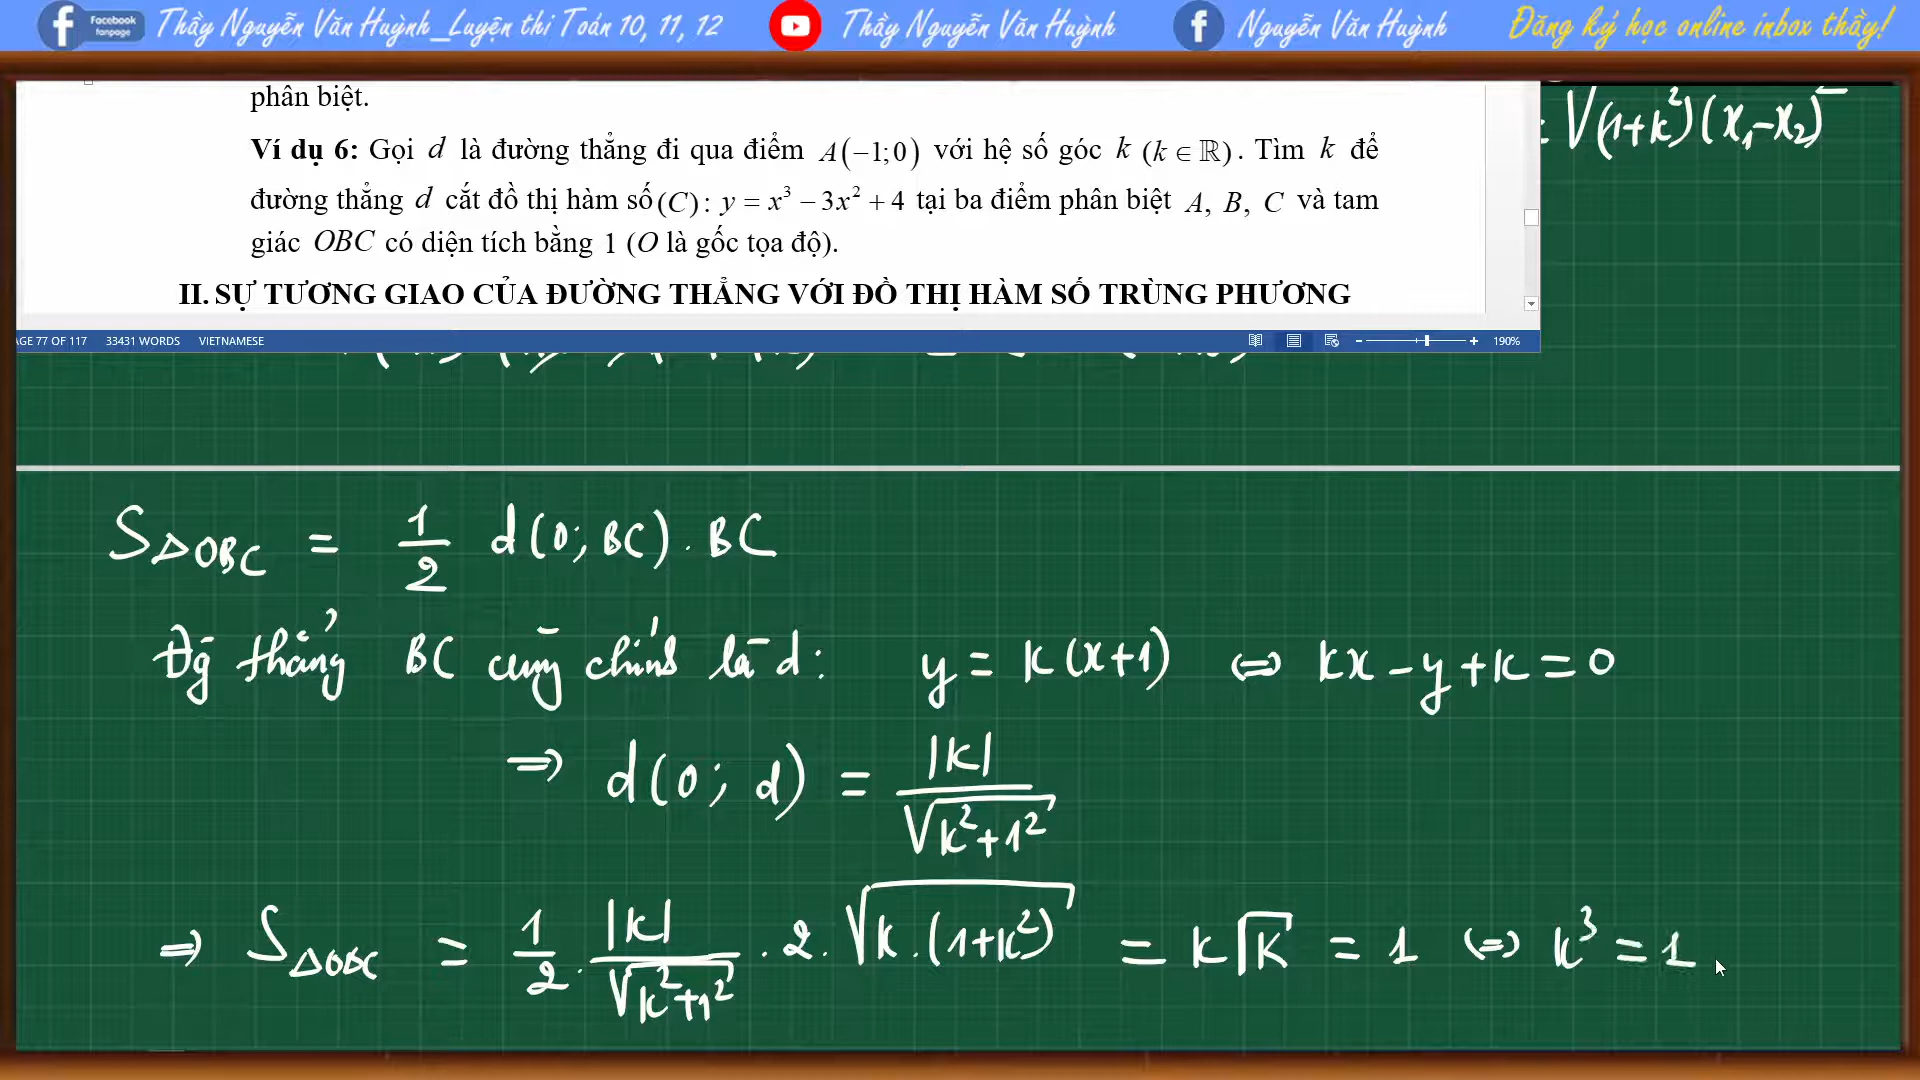 Facebook fanpage Thầy Nguyễn Văn Huỳnh_Luyện thi Toán 10, 11, 12 Thầy Nguyễn Văn Huỳnh Nguyễn Văn Huỳnh Đăng ký học online inbox thầy!
phân biệt.
√(1+k²)(x₁-x₂)²
Ví dụ 6: Gọi d là đường thẳng đi qua điểm A(−1;0) với hệ số góc k (k ∈ ℝ). Tìm k để
đường thẳng d cắt đồ thị hàm số (C): y = x³ − 3x² + 4 tại ba điểm phân biệt A, B, C và tam
giác OBC có diện tích bằng 1 (O là gốc tọa độ).
II. SỰ TƯƠNG GIAO CỦA ĐƯỜNG THẲNG VỚI ĐỒ THỊ HÀM SỐ TRÙNG PHƯƠNG
AGE 77 OF 117 33431 WORDS VIETNAMESE 190%
S△OBC = 1/2 d(O; BC). BC
Đg thẳng BC cũng chính là d: y = k(x+1) ⇔ kx - y + k = 0
⇒ d(O; d) = |k|/√(k²+1²)
⇒ S△OBC = 1/2 . |k|/√(k²+1²) . 2. √(k.(1+k²)) = k√k = 1 ⇔ k³ = 1